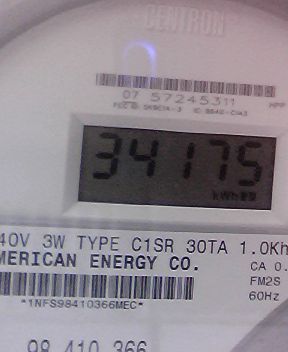 CENTRON
07 57245311
34175
kWh
40V 3W TYPE C1SR 30TA 1.0Kh
MERICAN ENERGY CO.
CA 0.
FM2S
60Hz
*1NFS98410366MEC*
98 410 366